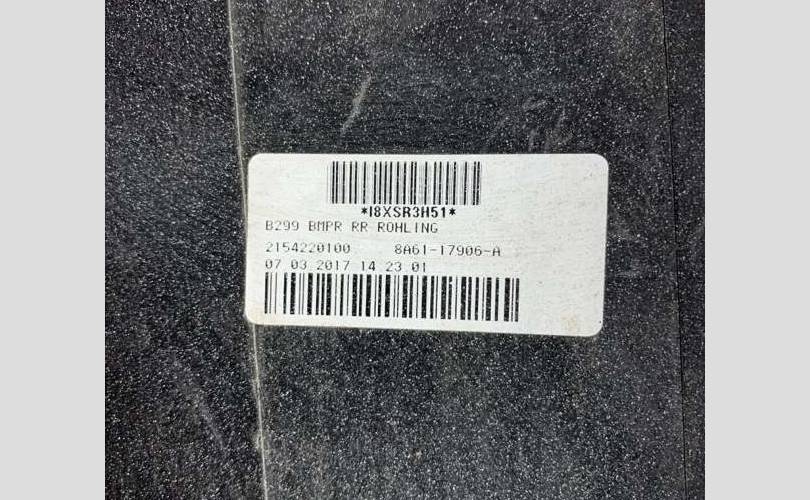 *I8XSR3H51*
B299 BMPR RR ROHLING
2154220100 8A61-17906-A
07 03 2017 14 23 01